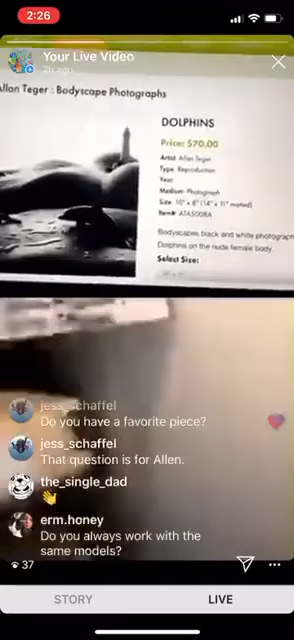 2:26
Your Live Video
2h ago
Allan Teger : Bodyscape Photographs
DOLPHINS
Price: $70.00
Artist: Allan Teger
Type: Reproduction
Year:
Medium: Photograph
Size: 10" x 8" (14" x 11" matted)
Item#: ATAS008A
Bodyscapes black and white photograph
Dolphins on the nude female body.
Select Size:
jess_schaffel
Do you have a favorite piece?
jess_schaffel
That question is for Allen.
the_single_dad
👋
erm.honey
Do you always work with the
same models?
37
STORY
LIVE